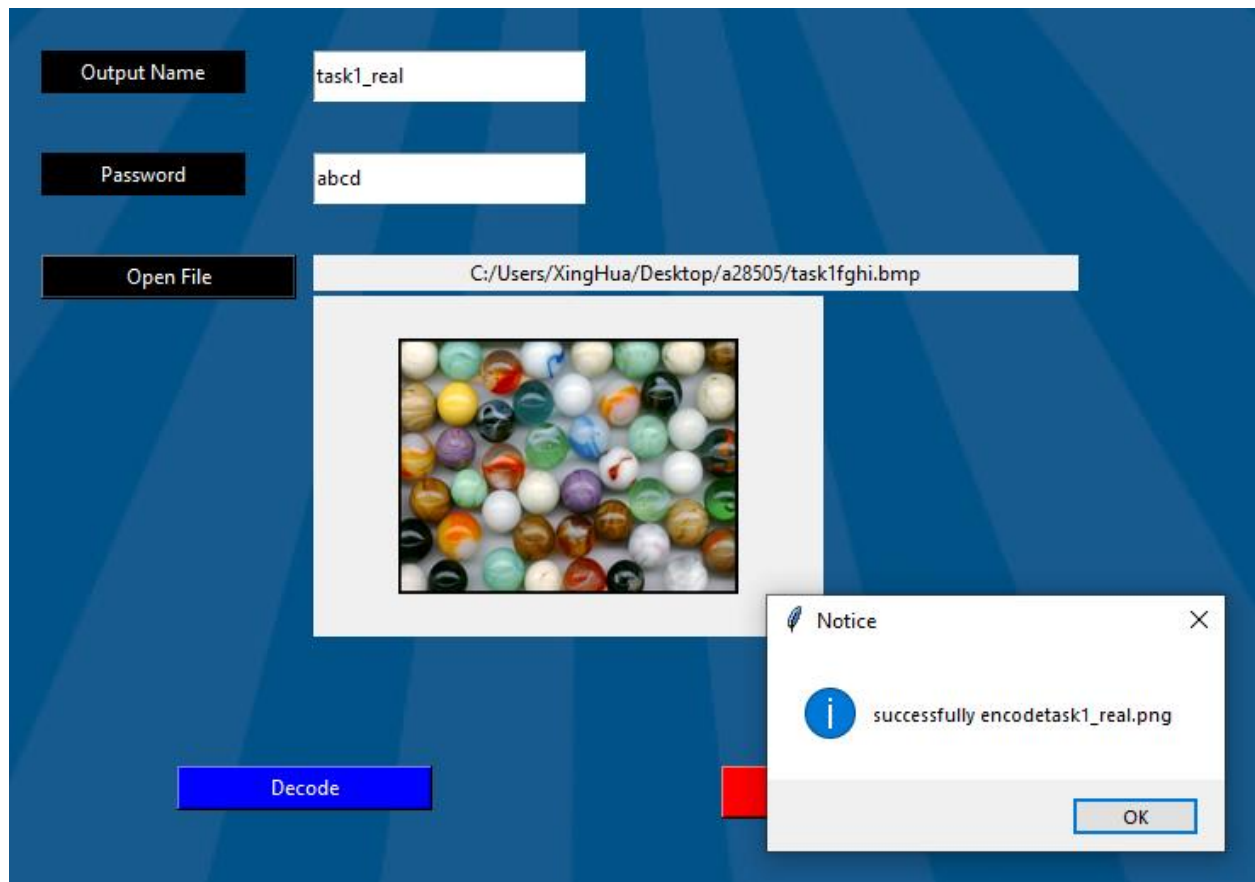 Output Name
task1_real
Password
abcd
Open File
C:/Users/XingHua/Desktop/a28505/task1fghi.bmp
Notice
successfully encodetask1_real.png
Decode
OK